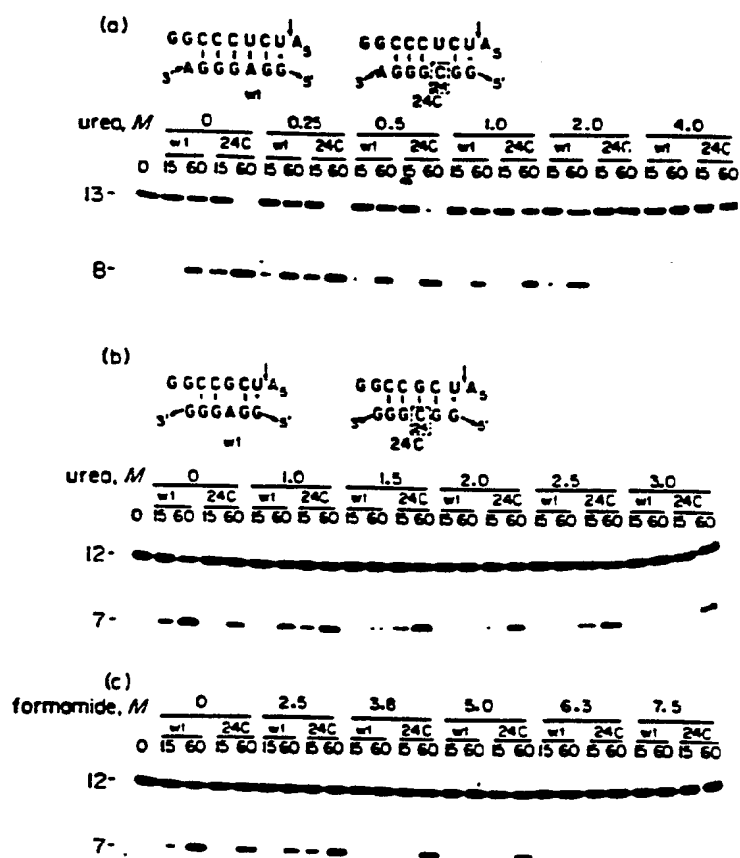 (a)
G G C C C U C U A5 G G C C C U C U A5
3' A G G G A G G 5' 3' A G G G C G G 5'
wt 24
24C
urea, M 0 0.25 0.5 1.0 2.0 4.0
wt 24C wt 24C wt 24C wt 24C wt 24C wt 24C
0 15 60 15 60 15 60 15 60 15 60 15 60 15 60 15 60 15 60 15 60 15 60 15 60
13-
8-
(b)
G G C C G C U A5 G G C C G C U A5
3' G G G A G G 5' 3' G G G C G G 5'
wt 24
24C
urea, M 0 1.0 1.5 2.0 2.5 3.0
wt 24C wt 24C wt 24C wt 24C wt 24C wt 24C
0 15 60 15 60 15 60 15 60 15 60 15 60 15 60 15 60 15 60 15 60 15 60 15 60
12-
7-
(c)
formamide, M 0 2.5 3.8 5.0 6.3 7.5
wt 24C wt 24C wt 24C wt 24C wt 24C wt 24C
0 15 60 15 60 15 60 15 60 15 60 15 60 15 60 15 60 15 60 15 60 15 60 15 60
12-
7-